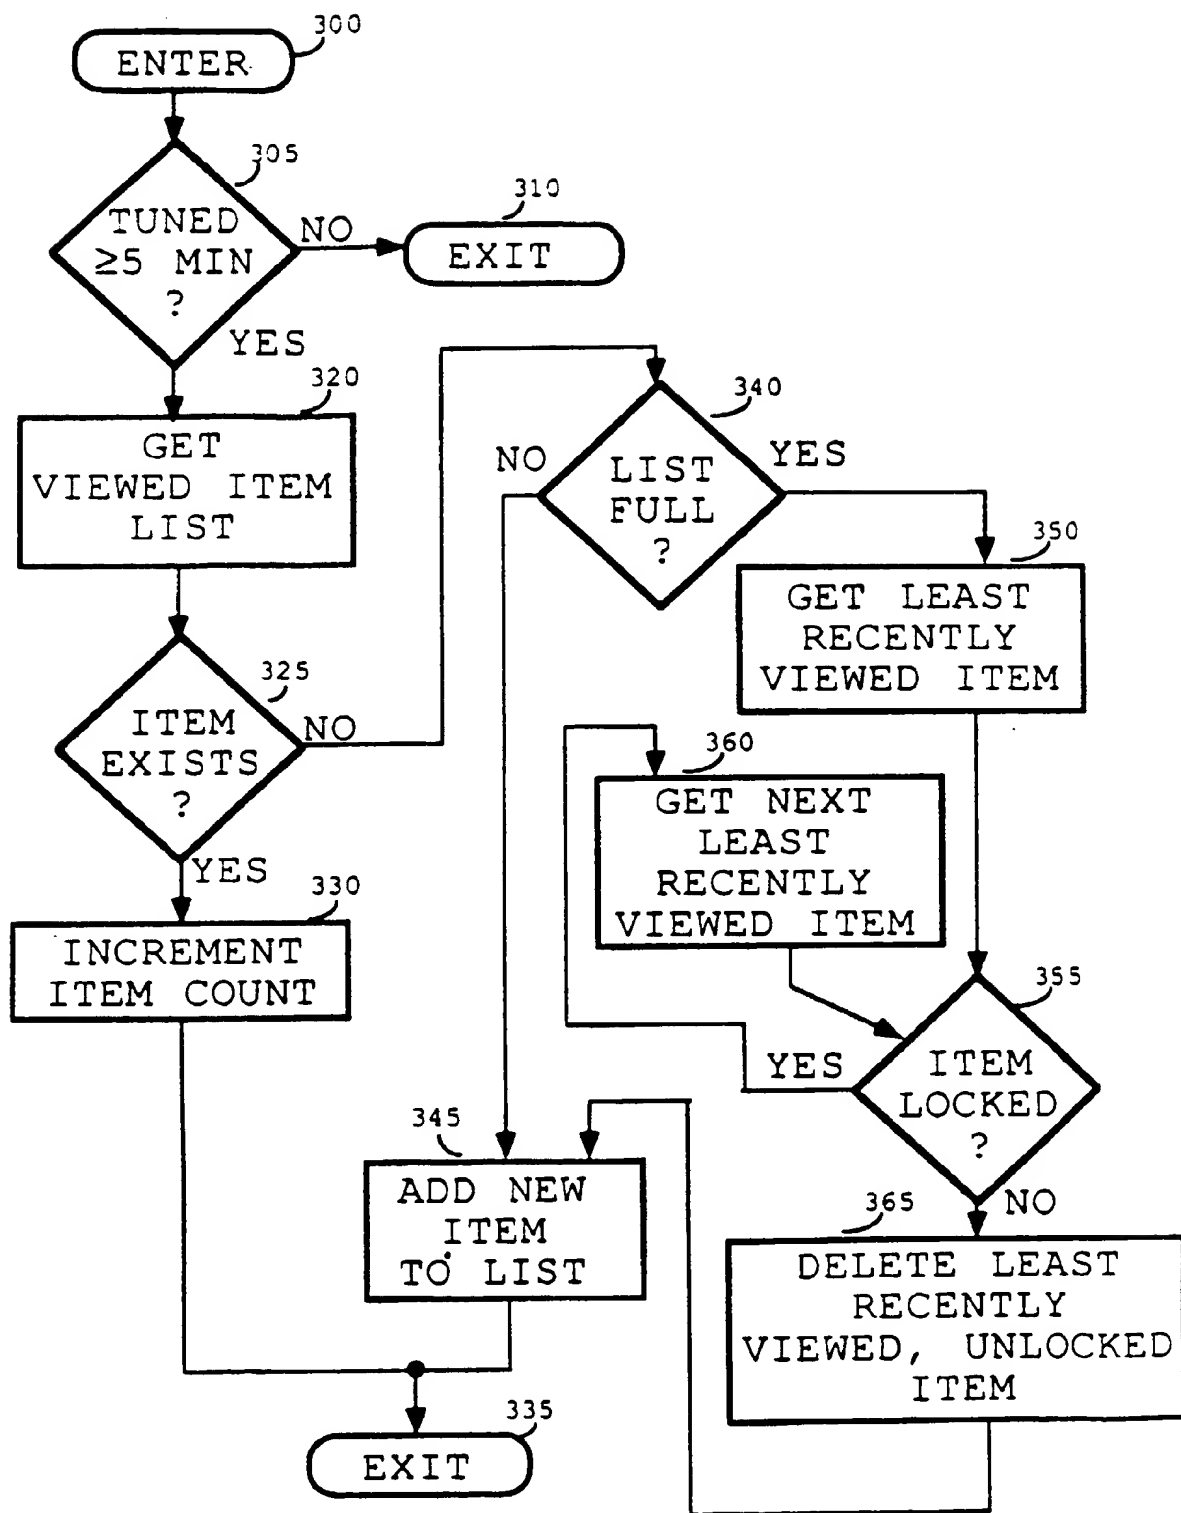 300
ENTER
305
TUNED
≥5 MIN
?
NO
310
EXIT
YES
320
GET
VIEWED ITEM
LIST
325
ITEM
EXISTS
?
NO
YES
330
INCREMENT
ITEM COUNT
340
LIST
FULL
?
NO
YES
350
GET LEAST
RECENTLY
VIEWED ITEM
360
GET NEXT
LEAST
RECENTLY
VIEWED ITEM
355
ITEM
LOCKED
?
YES
NO
345
ADD NEW
ITEM
TO LIST
365
DELETE LEAST
RECENTLY
VIEWED, UNLOCKED
ITEM
335
EXIT